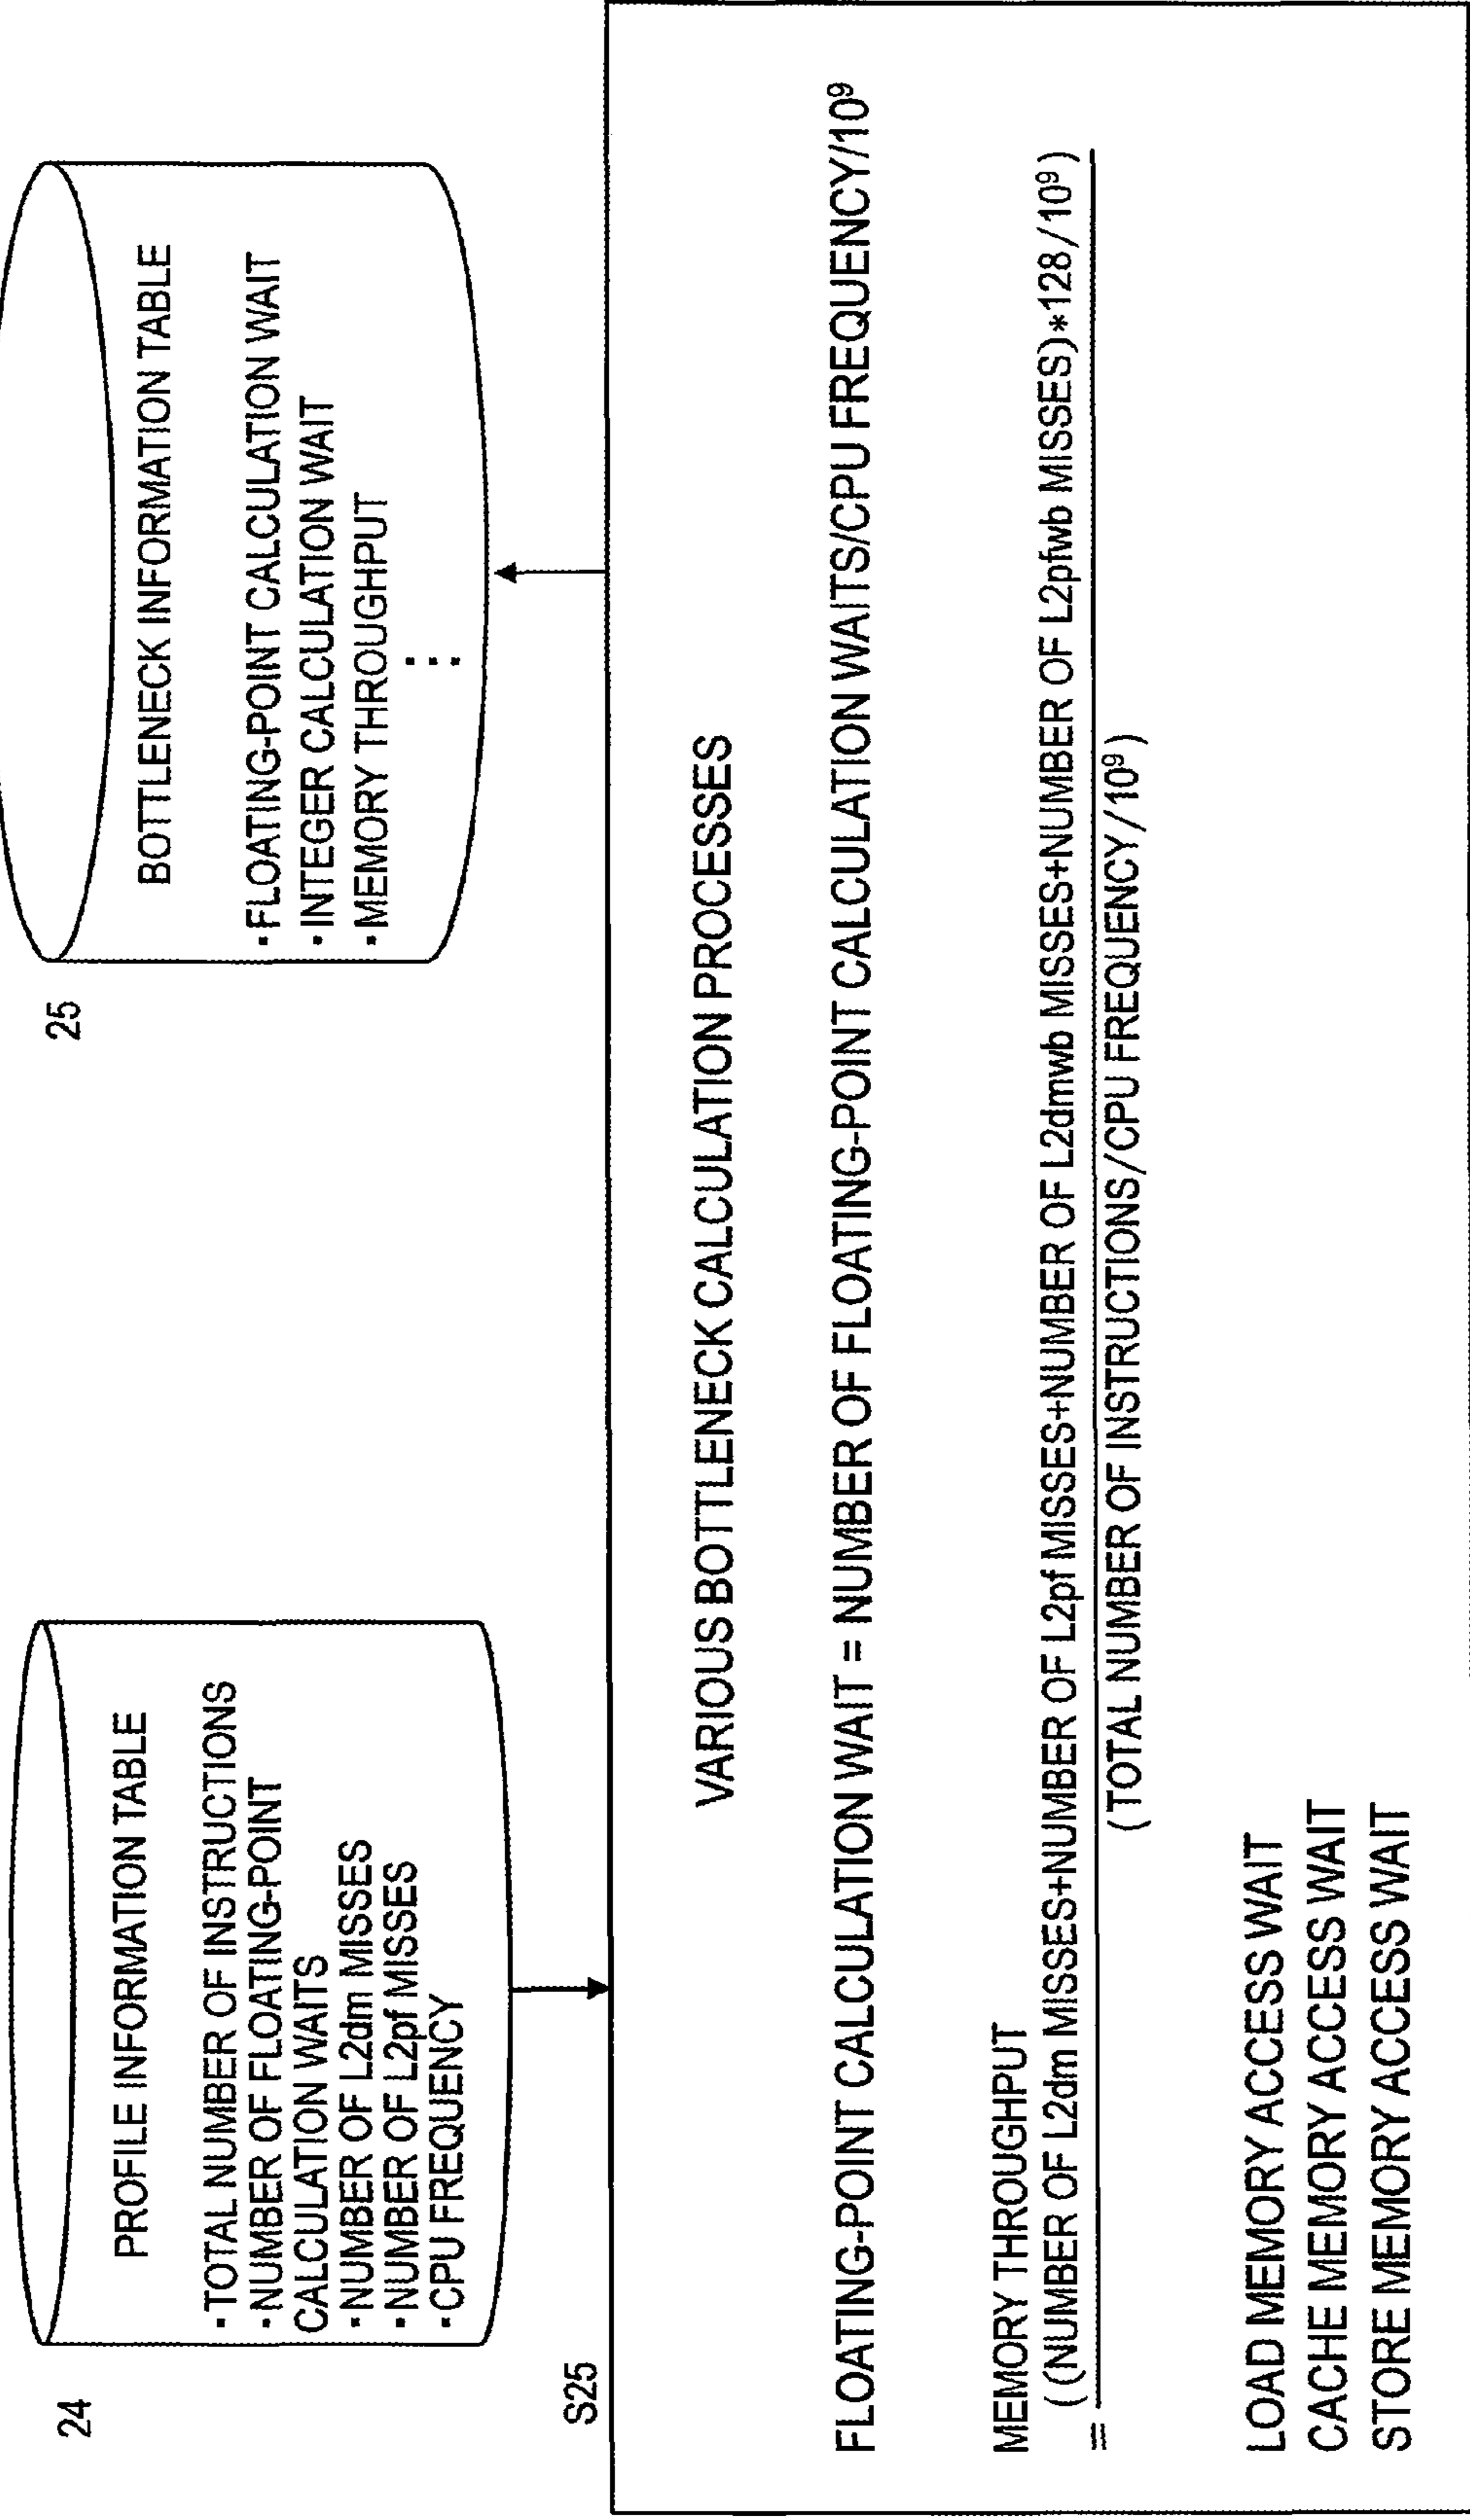 24
PROFILE INFORMATION TABLE
· TOTAL NUMBER OF INSTRUCTIONS
· NUMBER OF FLOATING-POINT
CALCULATION WAITS
· NUMBER OF L2dm MISSES
· NUMBER OF L2pf MISSES
· CPU FREQUENCY
25
BOTTLENECK INFORMATION TABLE
· FLOATING-POINT CALCULATION WAIT
· INTEGER CALCULATION WAIT
· MEMORY THROUGHPUT
⋮
S25
VARIOUS BOTTLENECK CALCULATION PROCESSES
FLOATING-POINT CALCULATION WAIT = NUMBER OF FLOATING-POINT CALCULATION WAITS/CPU FREQUENCY/10⁹
MEMORY THROUGHPUT
= ( (NUMBER OF L2dm MISSES+NUMBER OF L2pf MISSES+NUMBER OF L2dmwb MISSES+NUMBER OF L2pfwb MISSES)*128/10⁹)
(TOTAL NUMBER OF INSTRUCTIONS/CPU FREQUENCY/10⁹)
LOAD MEMORY ACCESS WAIT
CACHE MEMORY ACCESS WAIT
STORE MEMORY ACCESS WAIT